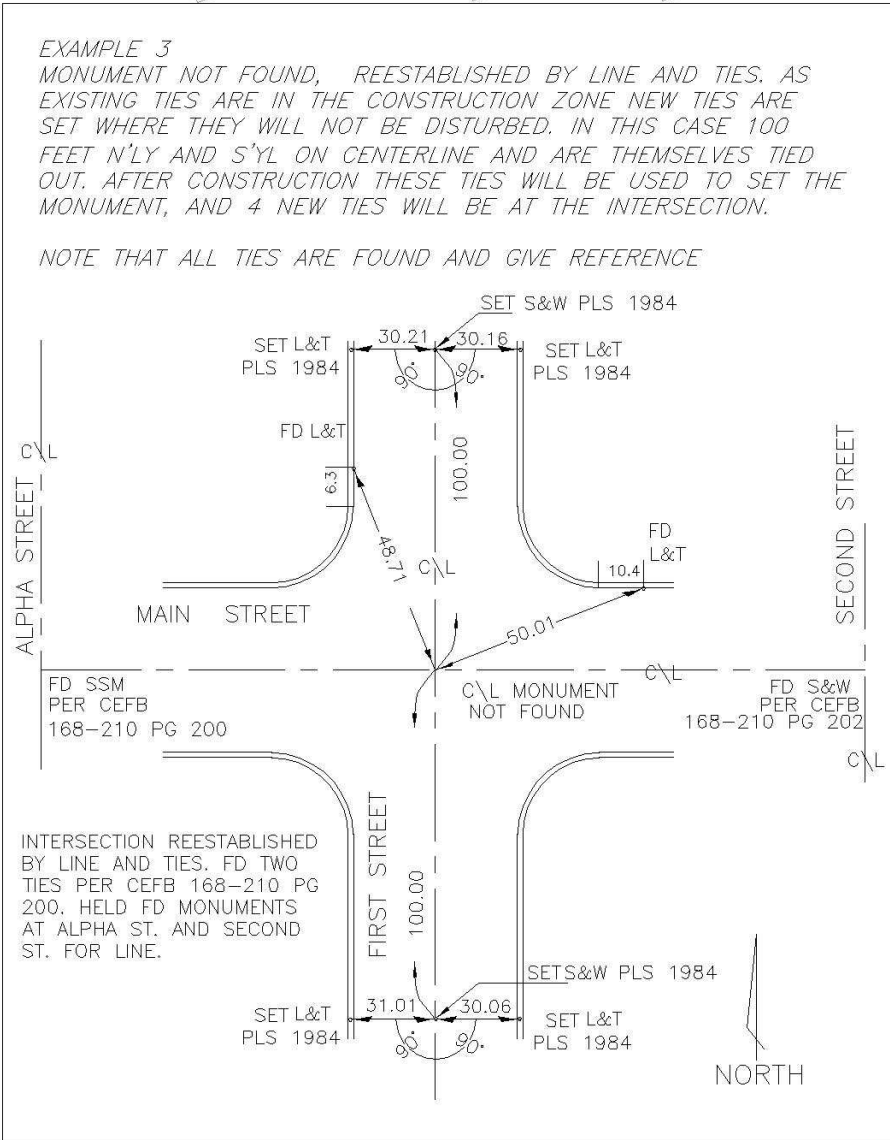 EXAMPLE 3
MONUMENT NOT FOUND, REESTABLISHED BY LINE AND TIES. AS
EXISTING TIES ARE IN THE CONSTRUCTION ZONE NEW TIES ARE
SET WHERE THEY WILL NOT BE DISTURBED. IN THIS CASE 100
FEET N'LY AND S'YL ON CENTERLINE AND ARE THEMSELVES TIED
OUT. AFTER CONSTRUCTION THESE TIES WILL BE USED TO SET THE
MONUMENT, AND 4 NEW TIES WILL BE AT THE INTERSECTION.
NOTE THAT ALL TIES ARE FOUND AND GIVE REFERENCE
SET S&W PLS 1984
SET L&T
PLS 1984
30.21
30.16
SET L&T
PLS 1984
90°
90°
FD L&T
6.3
100.00
C\L
ALPHA STREET
SECOND STREET
48.71
C\L
FD
L&T
10.4
MAIN STREET
50.01
FD SSM
PER CEFB
168-210 PG 200
C\L MONUMENT
NOT FOUND
C\L
FD S&W
PER CEFB
168-210 PG 202
C\L
INTERSECTION REESTABLISHED
BY LINE AND TIES. FD TWO
TIES PER CEFB 168-210 PG
200. HELD FD MONUMENTS
AT ALPHA ST. AND SECOND
ST. FOR LINE.
FIRST STREET
100.00
SET S&W PLS 1984
SET L&T
PLS 1984
31.01
30.06
SET L&T
PLS 1984
90°
90°
NORTH